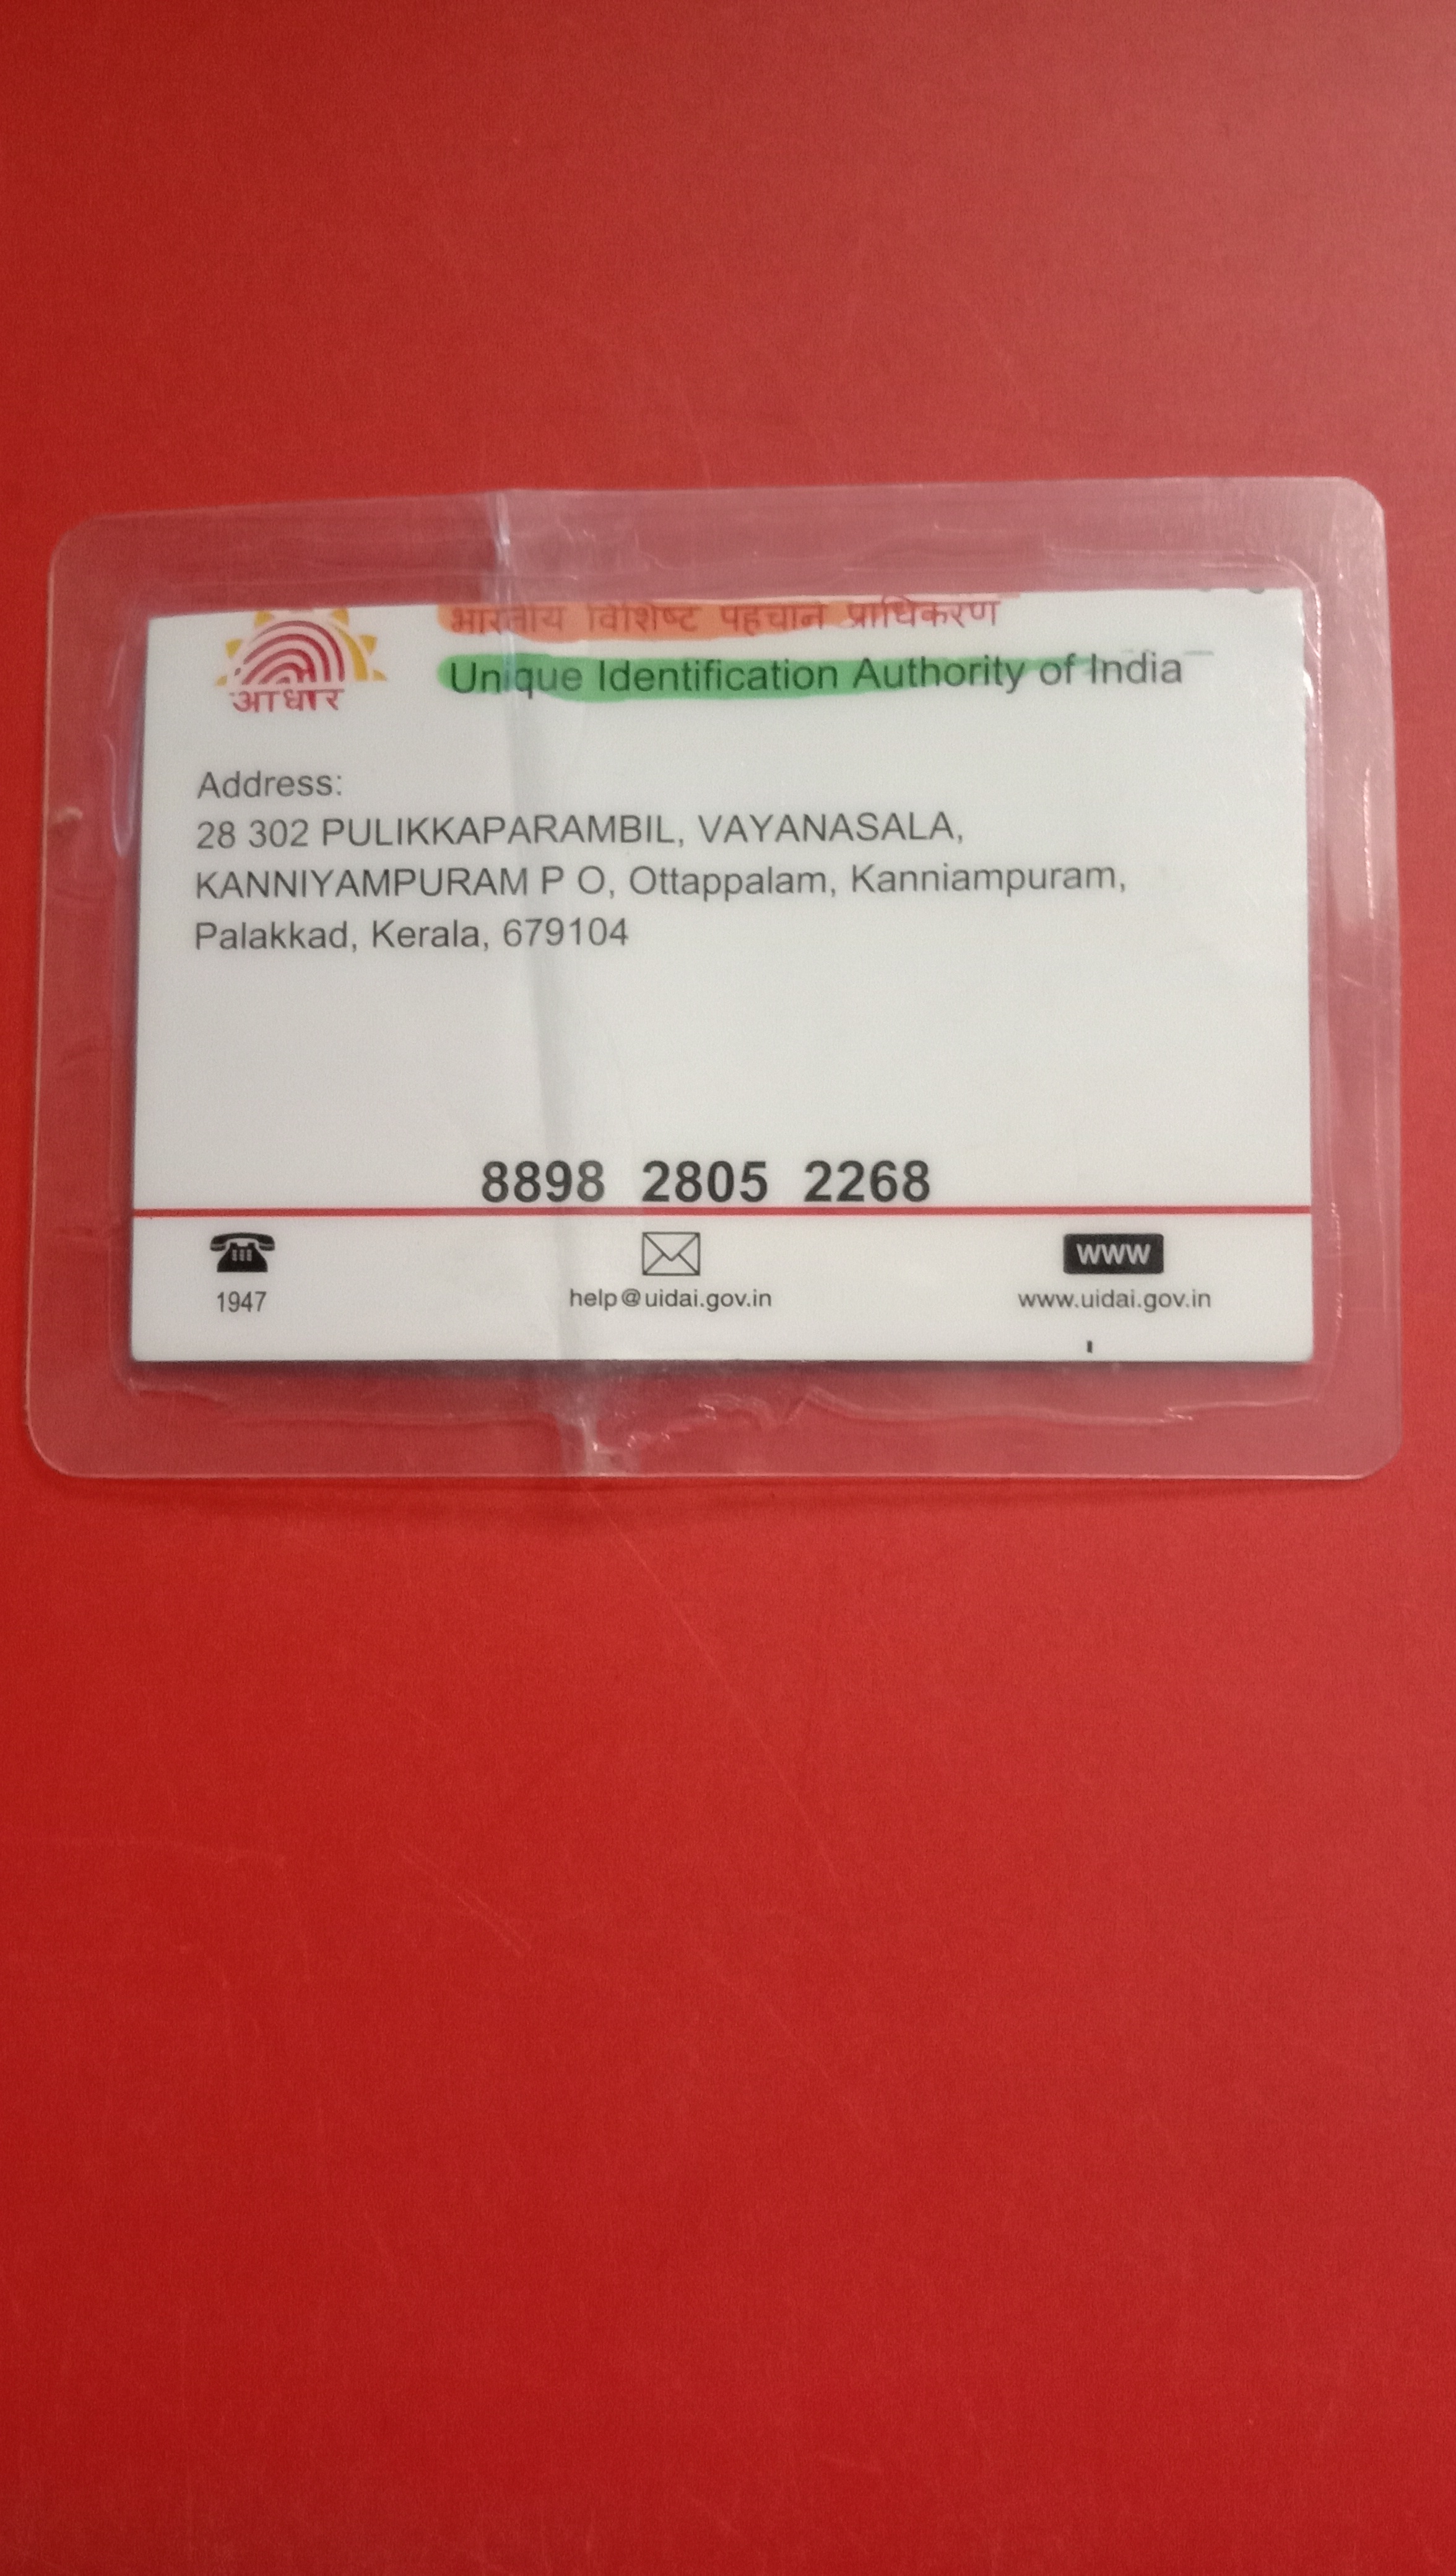 भारतीय विशिष्ट पहचान प्राधिकरण
Unique Identification Authority of India
आधार
Address:
28 302 PULIKKAPARAMBIL, VAYANASALA,
KANNIYAMPURAM P O, Ottappalam, Kanniampuram,
Palakkad, Kerala, 679104
8898 2805 2268
WWW
1947 help@uidai.gov.in www.uidai.gov.in